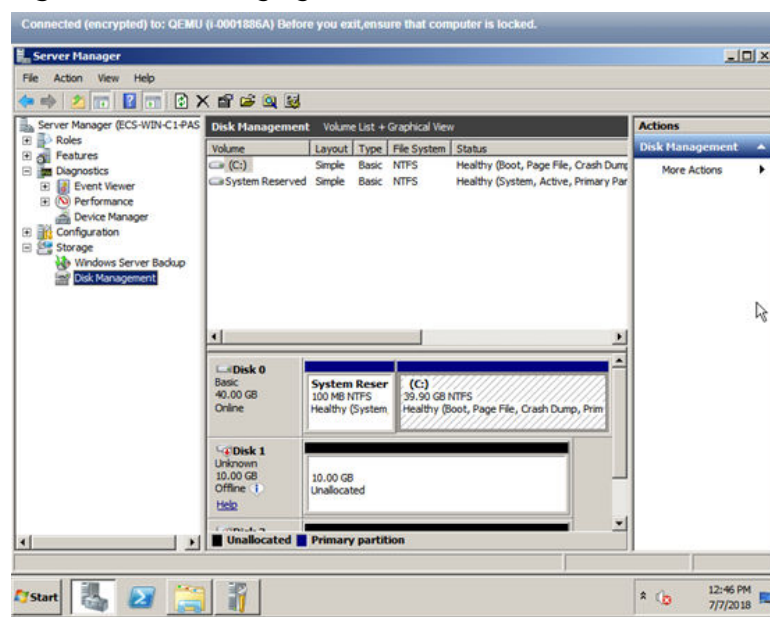 Connected (encrypted) to: QEMU (i-0001886A) Before you exit,ensure that computer is locked.
Server Manager
File Action View Help
Server Manager (ECS-WIN-C1-PAS
Roles
Features
Diagnostics
Event Viewer
Performance
Device Manager
Configuration
Storage
Windows Server Backup
Disk Management
Disk Management Volume List + Graphical View
Volume Layout Type File System Status
(C:) Simple Basic NTFS Healthy (Boot, Page File, Crash Dump
System Reserved Simple Basic NTFS Healthy (System, Active, Primary Par
Disk 0
Basic
40.00 GB
Online
System Reser
100 MB NTFS
Healthy (System,
(C:)
39.90 GB NTFS
Healthy (Boot, Page File, Crash Dump, Prim
Disk 1
Unknown
10.00 GB
Offline
Help
10.00 GB
Unallocated
Unallocated Primary partition
Actions
Disk Management
More Actions
Start
12:46 PM
7/7/2018